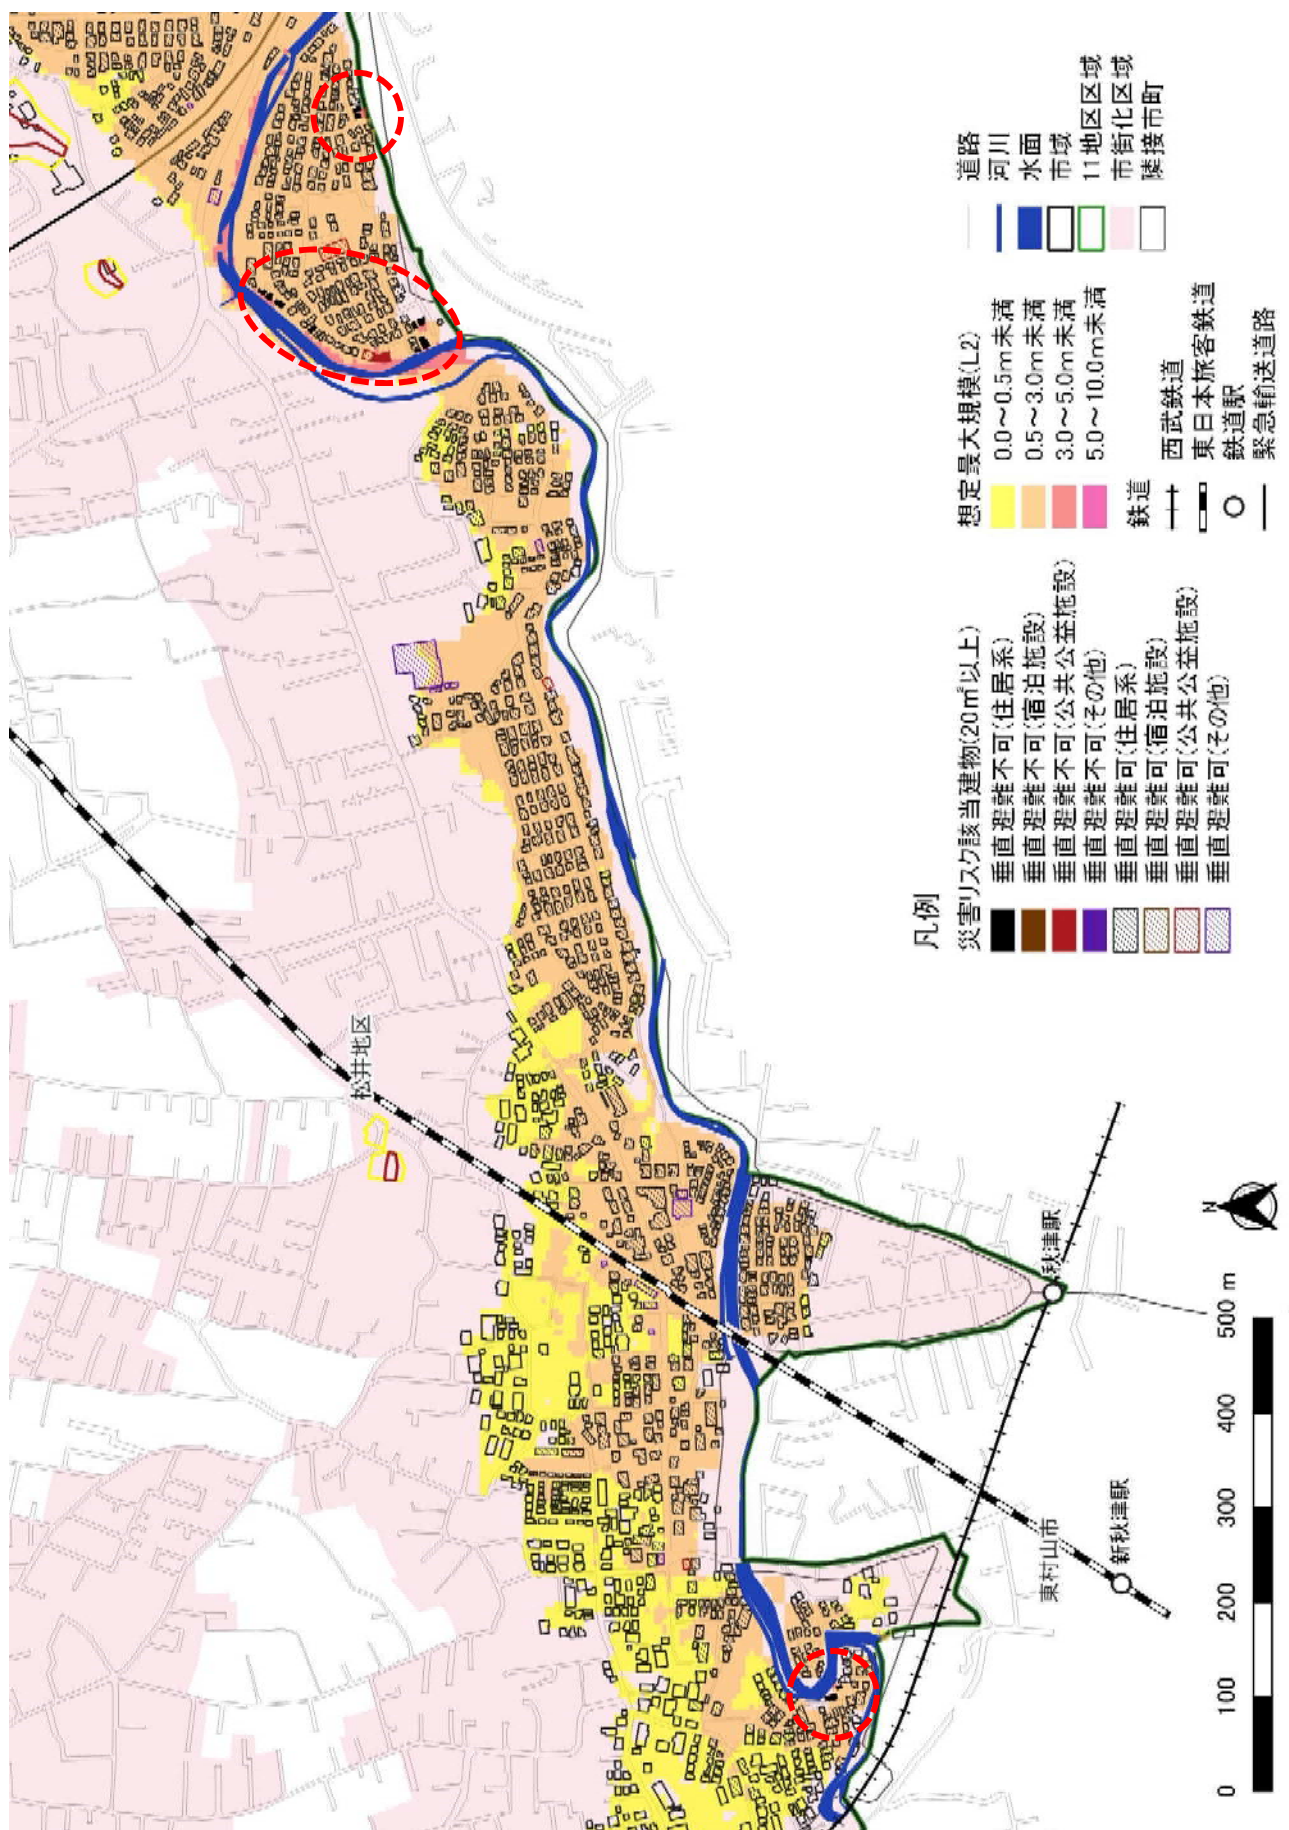 凡例
災害リスク該当建物(20㎡以上)
垂直避難不可(住居系)
垂直避難不可(宿泊施設)
垂直避難不可(公共公益施設)
垂直避難不可(その他)
垂直避難可(住居系)
垂直避難可(宿泊施設)
垂直避難可(公共公益施設)
垂直避難可(その他)
想定最大規模(L2)
0.0～0.5m未満
0.5～3.0m未満
3.0～5.0m未満
5.0～10.0m未満
鉄道
西武鉄道
東日本旅客鉄道
鉄道駅
緊急輸送道路
道路
河川
水面
市域
11地区区域
市街化区域
隣接市町
松井地区
秋津駅
新秋津駅
東村山市
N
0 100 200 300 400 500 m